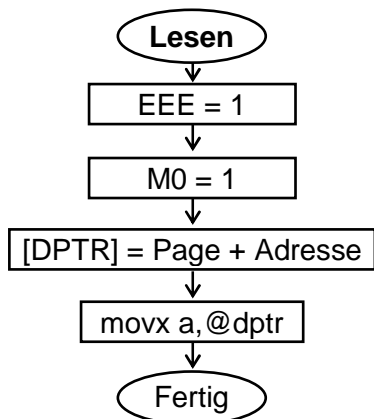 Lesen
EEE = 1
M0 = 1
[DPTR] = Page + Adresse
movx a,@dptr
Fertig